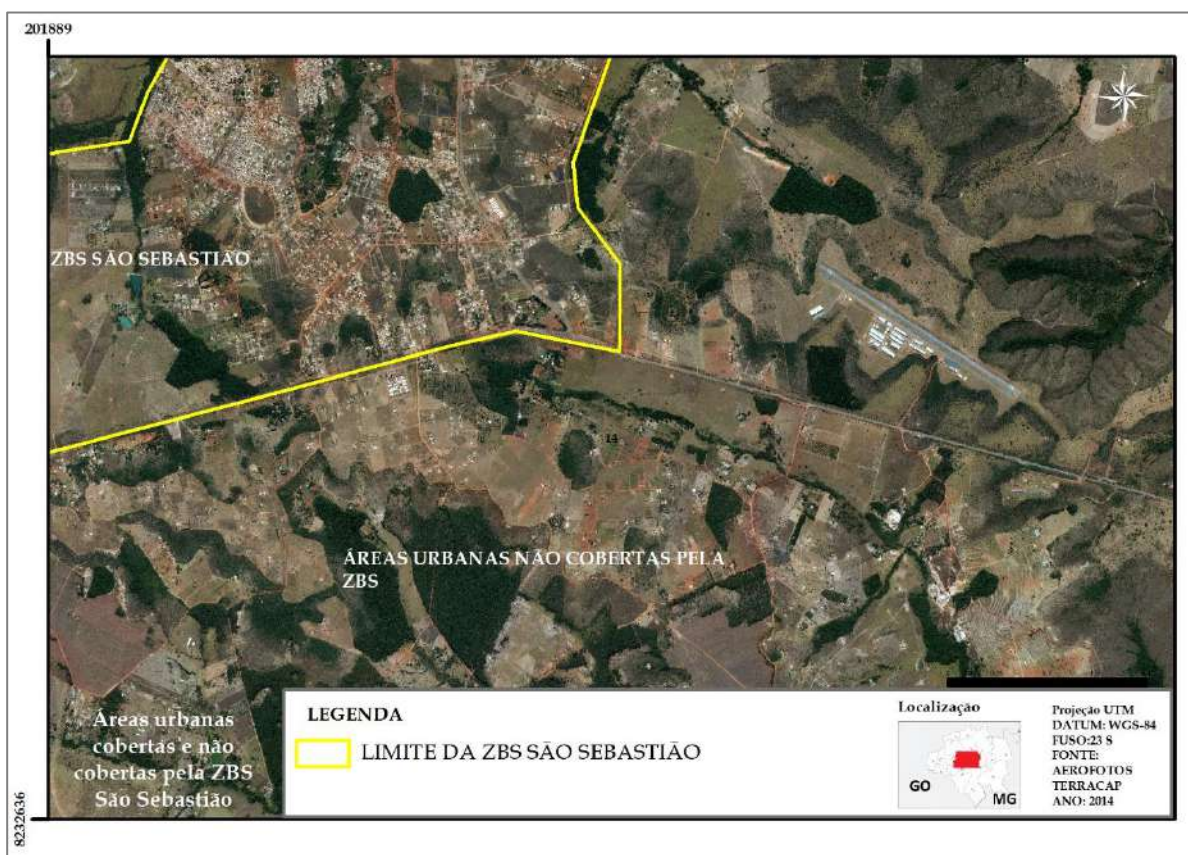 201889
ZBS SÃO SEBASTIÃO
14
ÁREAS URBANAS NÃO COBERTAS PELA
ZBS
Áreas urbanas
cobertas e não
cobertas pela ZBS
São Sebastião
LEGENDA
LIMITE DA ZBS SÃO SEBASTIÃO
Localização
GO
MG
Projeção UTM
DATUM: WGS-84
FUSO:23 S
FONTE:
AEROFOTOS
TERRACAP
ANO: 2014
8232636